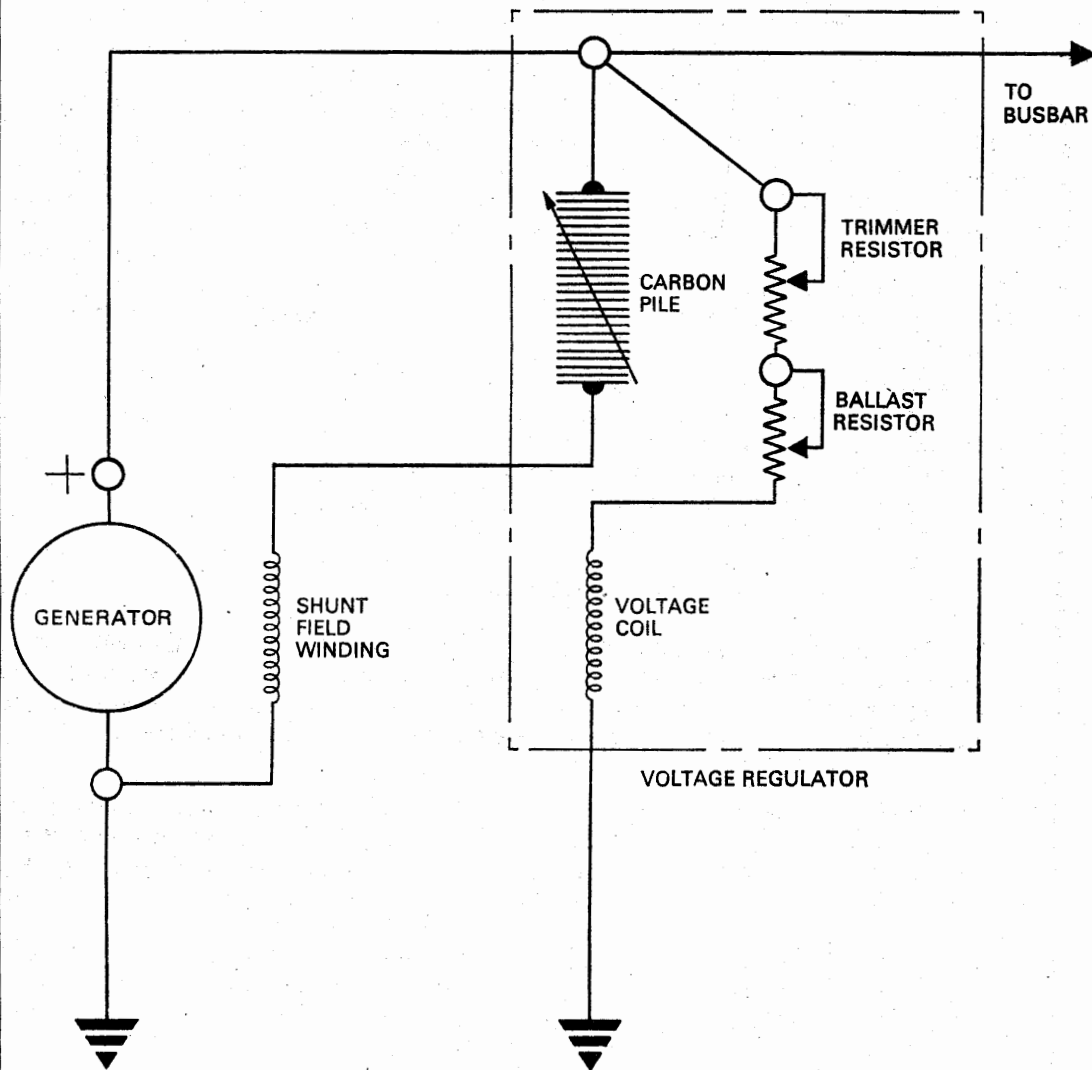 TO
BUSBAR
TRIMMER
RESISTOR
CARBON
PILE
BALLAST
RESISTOR
+
GENERATOR
SHUNT
FIELD
WINDING
VOLTAGE
COIL
VOLTAGE REGULATOR